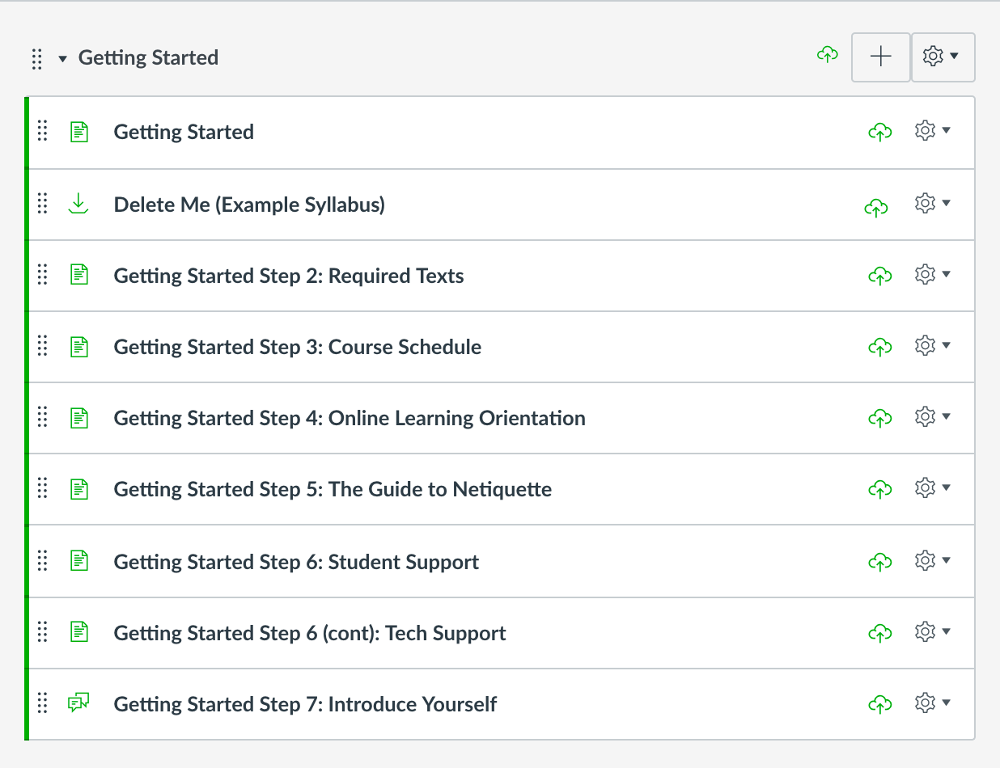 Getting Started
Getting Started
Delete Me (Example Syllabus)
Getting Started Step 2: Required Texts
Getting Started Step 3: Course Schedule
Getting Started Step 4: Online Learning Orientation
Getting Started Step 5: The Guide to Netiquette
Getting Started Step 6: Student Support
Getting Started Step 6 (cont): Tech Support
Getting Started Step 7: Introduce Yourself